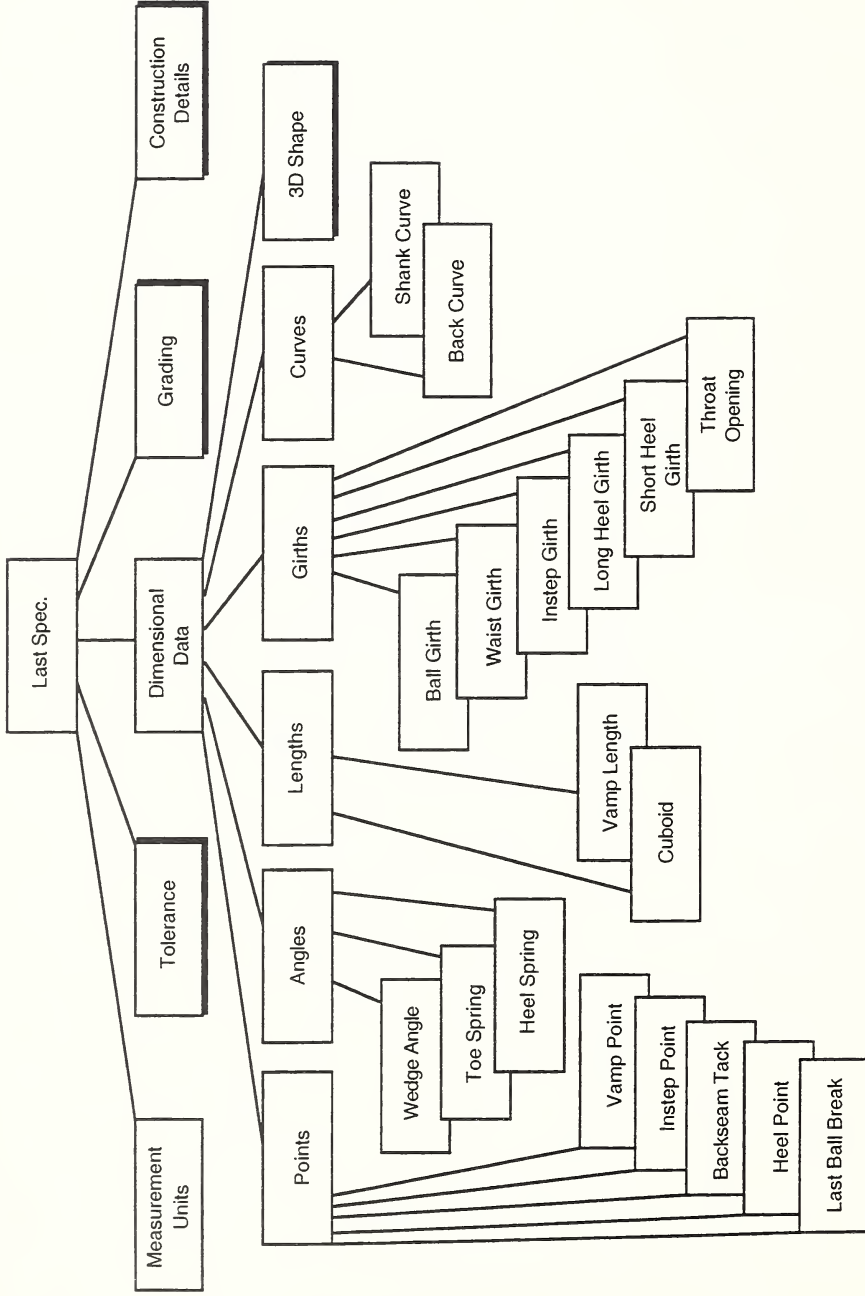 Last Spec.
Measurement
Units
Tolerance
Dimensional
Data
Grading
Construction
Details
Points
Angles
Lengths
Girths
Curves
3D Shape
Vamp Point
Instep Point
Backseam Tack
Heel Point
Last Ball Break
Wedge Angle
Toe Spring
Heel Spring
Vamp Length
Cuboid
Ball Girth
Waist Girth
Instep Girth
Long Heel Girth
Short Heel
Girth
Throat
Opening
Shank Curve
Back Curve